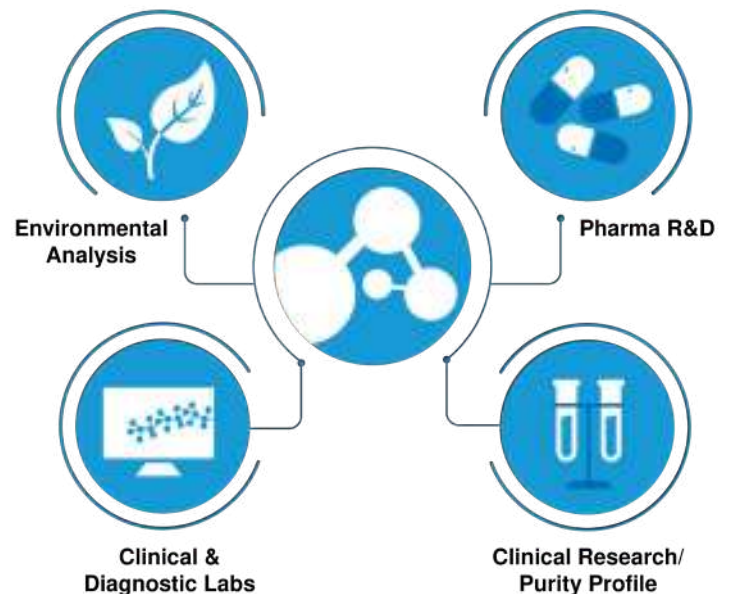 Environmental
Analysis
Pharma R&D
Clinical &
Diagnostic Labs
Clinical Research/
Purity Profile